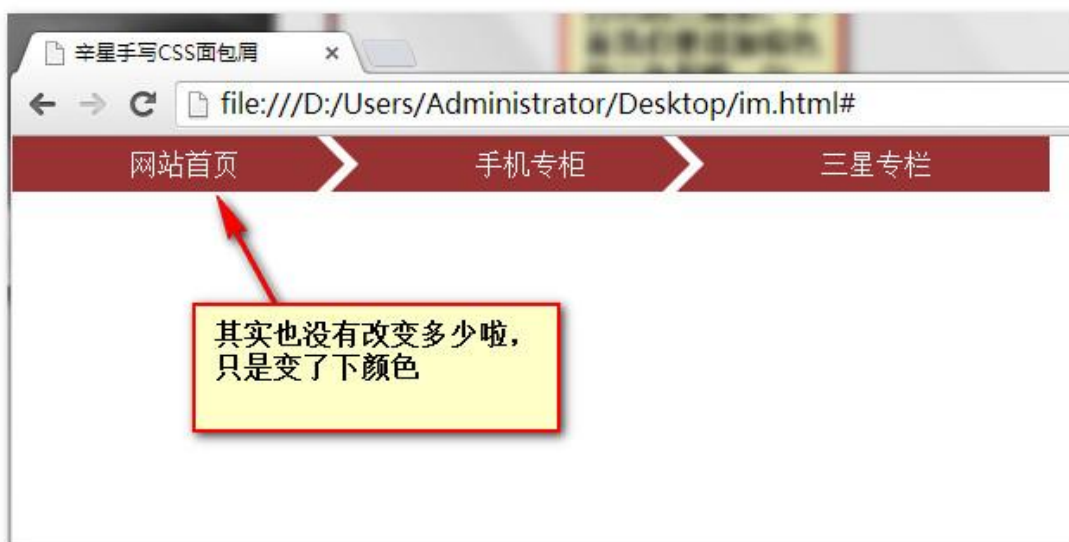 辛星手写CSS面包屑
file:///D:/Users/Administrator/Desktop/im.html#
网站首页
手机专柜
三星专栏
其实也没有改变多少啦，
只是变了下颜色